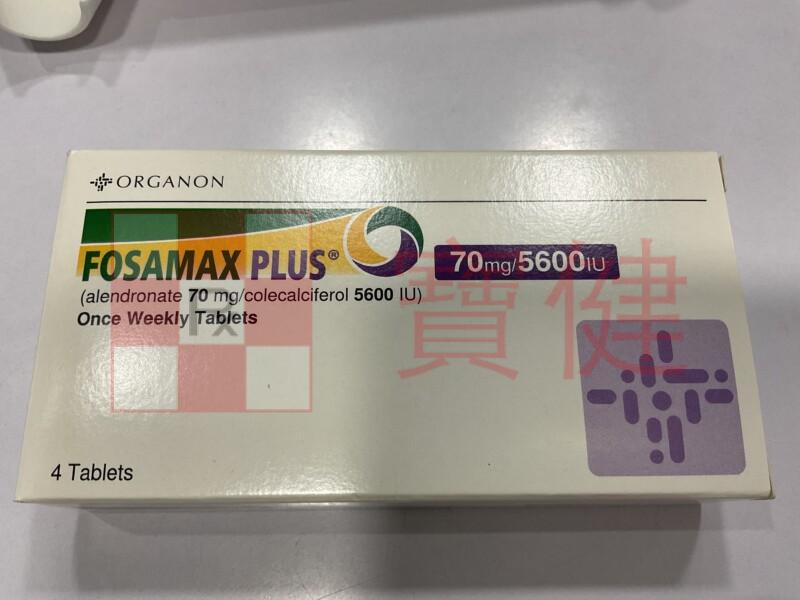 ORGANON
FOSAMAX PLUS®
70mg/5600IU
(alendronate 70 mg/colecalciferol 5600 IU)
Once Weekly Tablets
Rx
寶健
4 Tablets